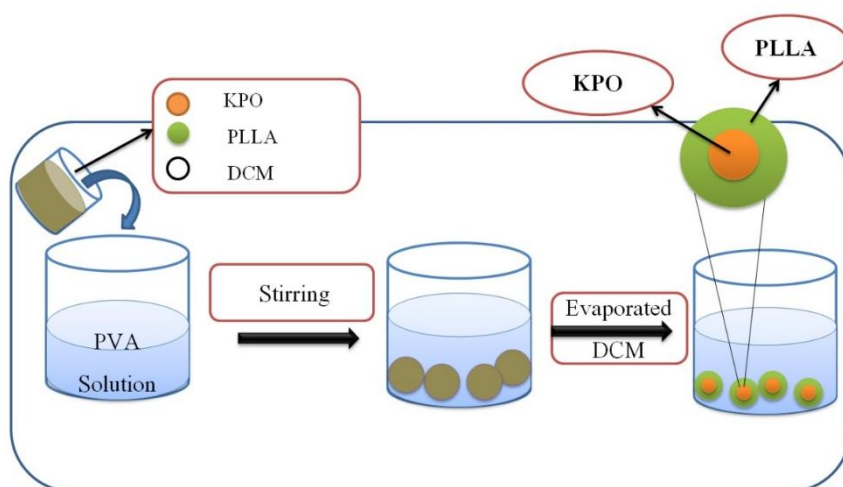 PLLA
KPO
KPO
PLLA
DCM
Stirring
Evaporated
DCM
PVA
Solution